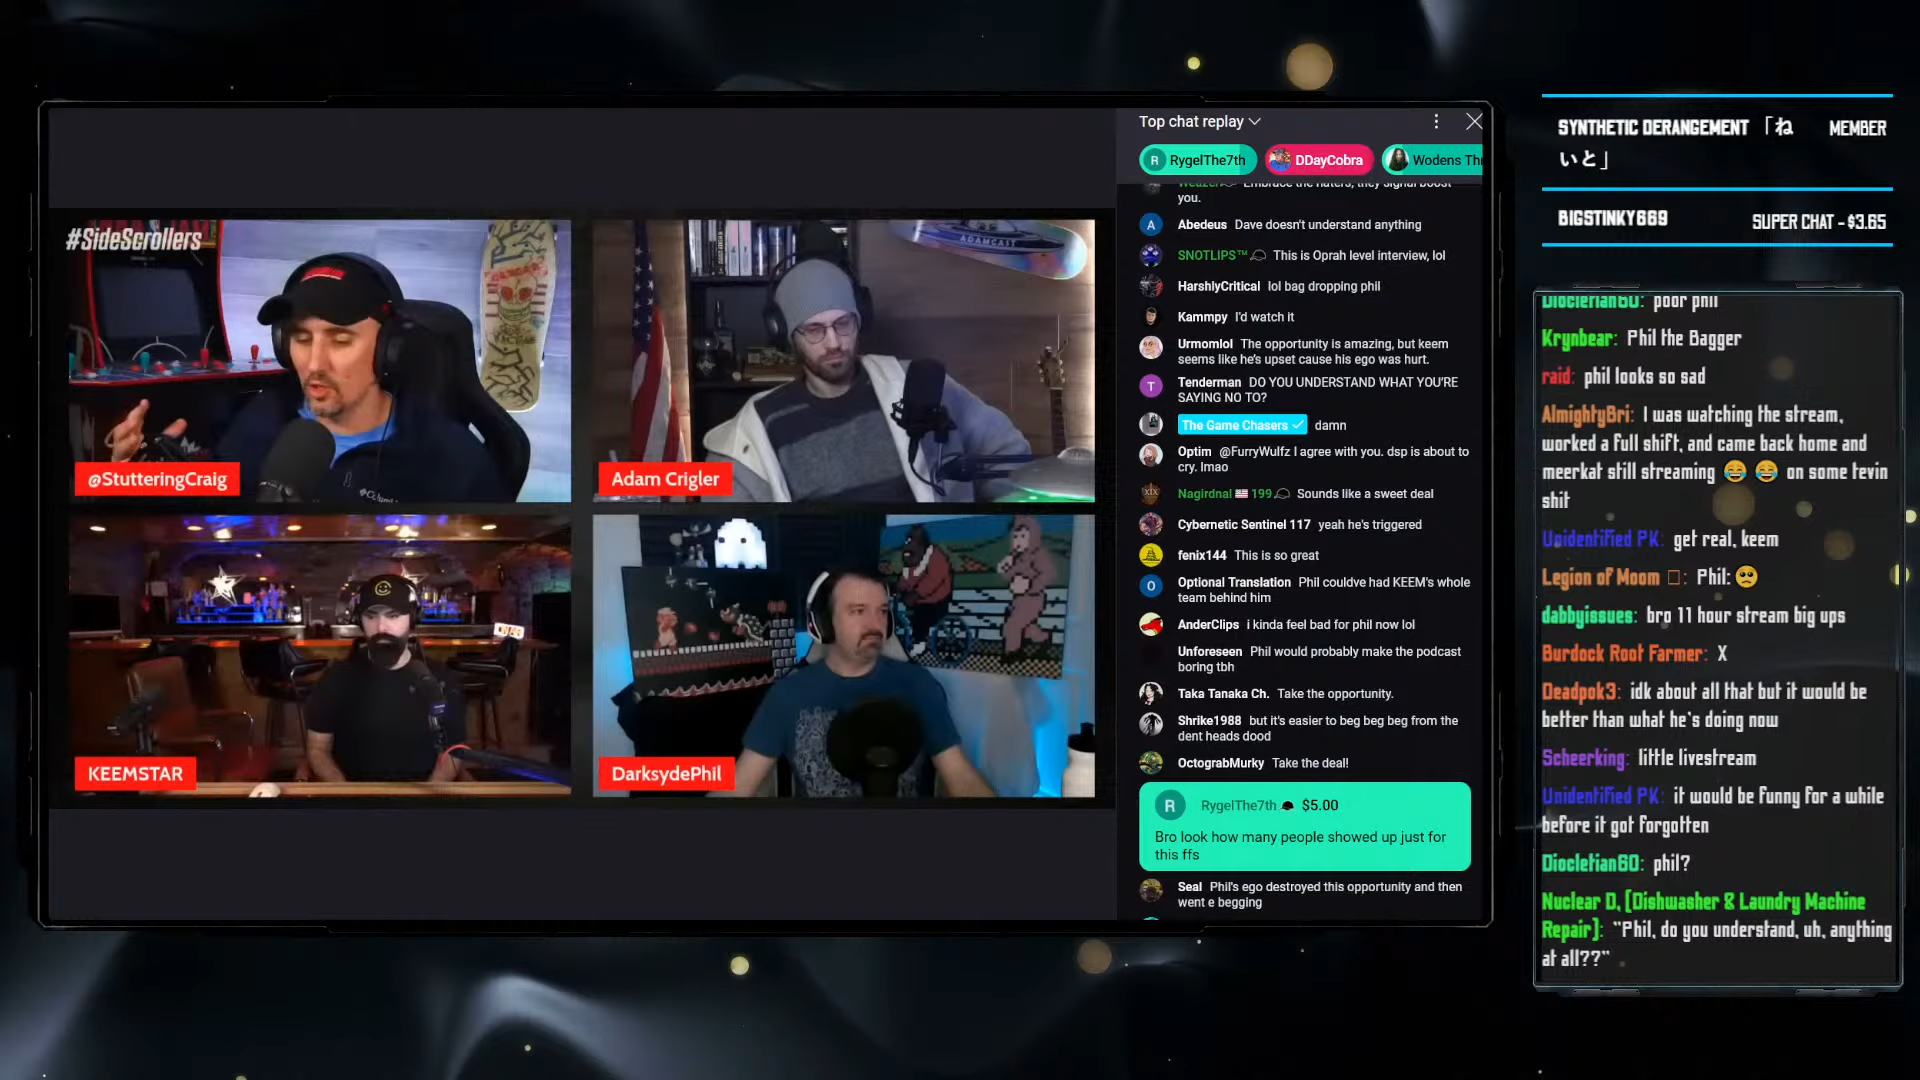 #SideScrollers
@StutteringCraig
ADAMCAST
Adam Crigler
ON AIR
KEEMSTAR
DarksydePhil
Top chat replay
R RygelThe7th
DDayCobra
Wodens Th
Embrace the haters, they signal boost
you.
A Abedeus Dave doesn't understand anything
SNOTLIPS™ This is Oprah level interview, lol
HarshlyCritical lol bag dropping phil
Kammpy I'd watch it
Urmomlol The opportunity is amazing, but keem
seems like he's upset cause his ego was hurt.
T Tenderman DO YOU UNDERSTAND WHAT YOU'RE
SAYING NO TO?
The Game Chasers damn
Optim @FurryWulfz I agree with you. dsp is about to
cry. lmao
Nagirdnal 🇺🇸 199 Sounds like a sweet deal
Cybernetic Sentinel 117 yeah he's triggered
fenix144 This is so great
O Optional Translation Phil couldve had KEEM's whole
team behind him
AnderClips i kinda feel bad for phil now lol
Unforeseen Phil would probably make the podcast
boring tbh
Taka Tanaka Ch. Take the opportunity.
Shrike1988 but it's easier to beg beg beg from the
dent heads dood
OctograbMurky Take the deal!
R RygelThe7th $5.00
Bro look how many people showed up just for
this ffs
Seal Phil's ego destroyed this opportunity and then
went e begging
SYNTHETIC DERANGEMENT 「ね MEMBER
いと」
BIGSTINKY669 SUPER CHAT - $3.65
Diocletian60: poor phil
Krynbear: Phil the Bagger
raid: phil looks so sad
AlmightyBri: I was watching the stream,
worked a full shift, and came back home and
meerkat still streaming 😂 😂 on some tevin
shit
Unidentified PK: get real, keem
Legion of Moom : Phil: 🙁
dabbyissues: bro 11 hour stream big ups
Burdock Root Farmer: X
Deadpok3: idk about all that but it would be
better than what he's doing now
Scheerking: little livestream
Unidentified PK: it would be funny for a while
before it got forgotten
Diocletian60: phil?
Nuclear D, [Dishwasher & Laundry Machine
Repair]: "Phil, do you understand, uh, anything
at all??"